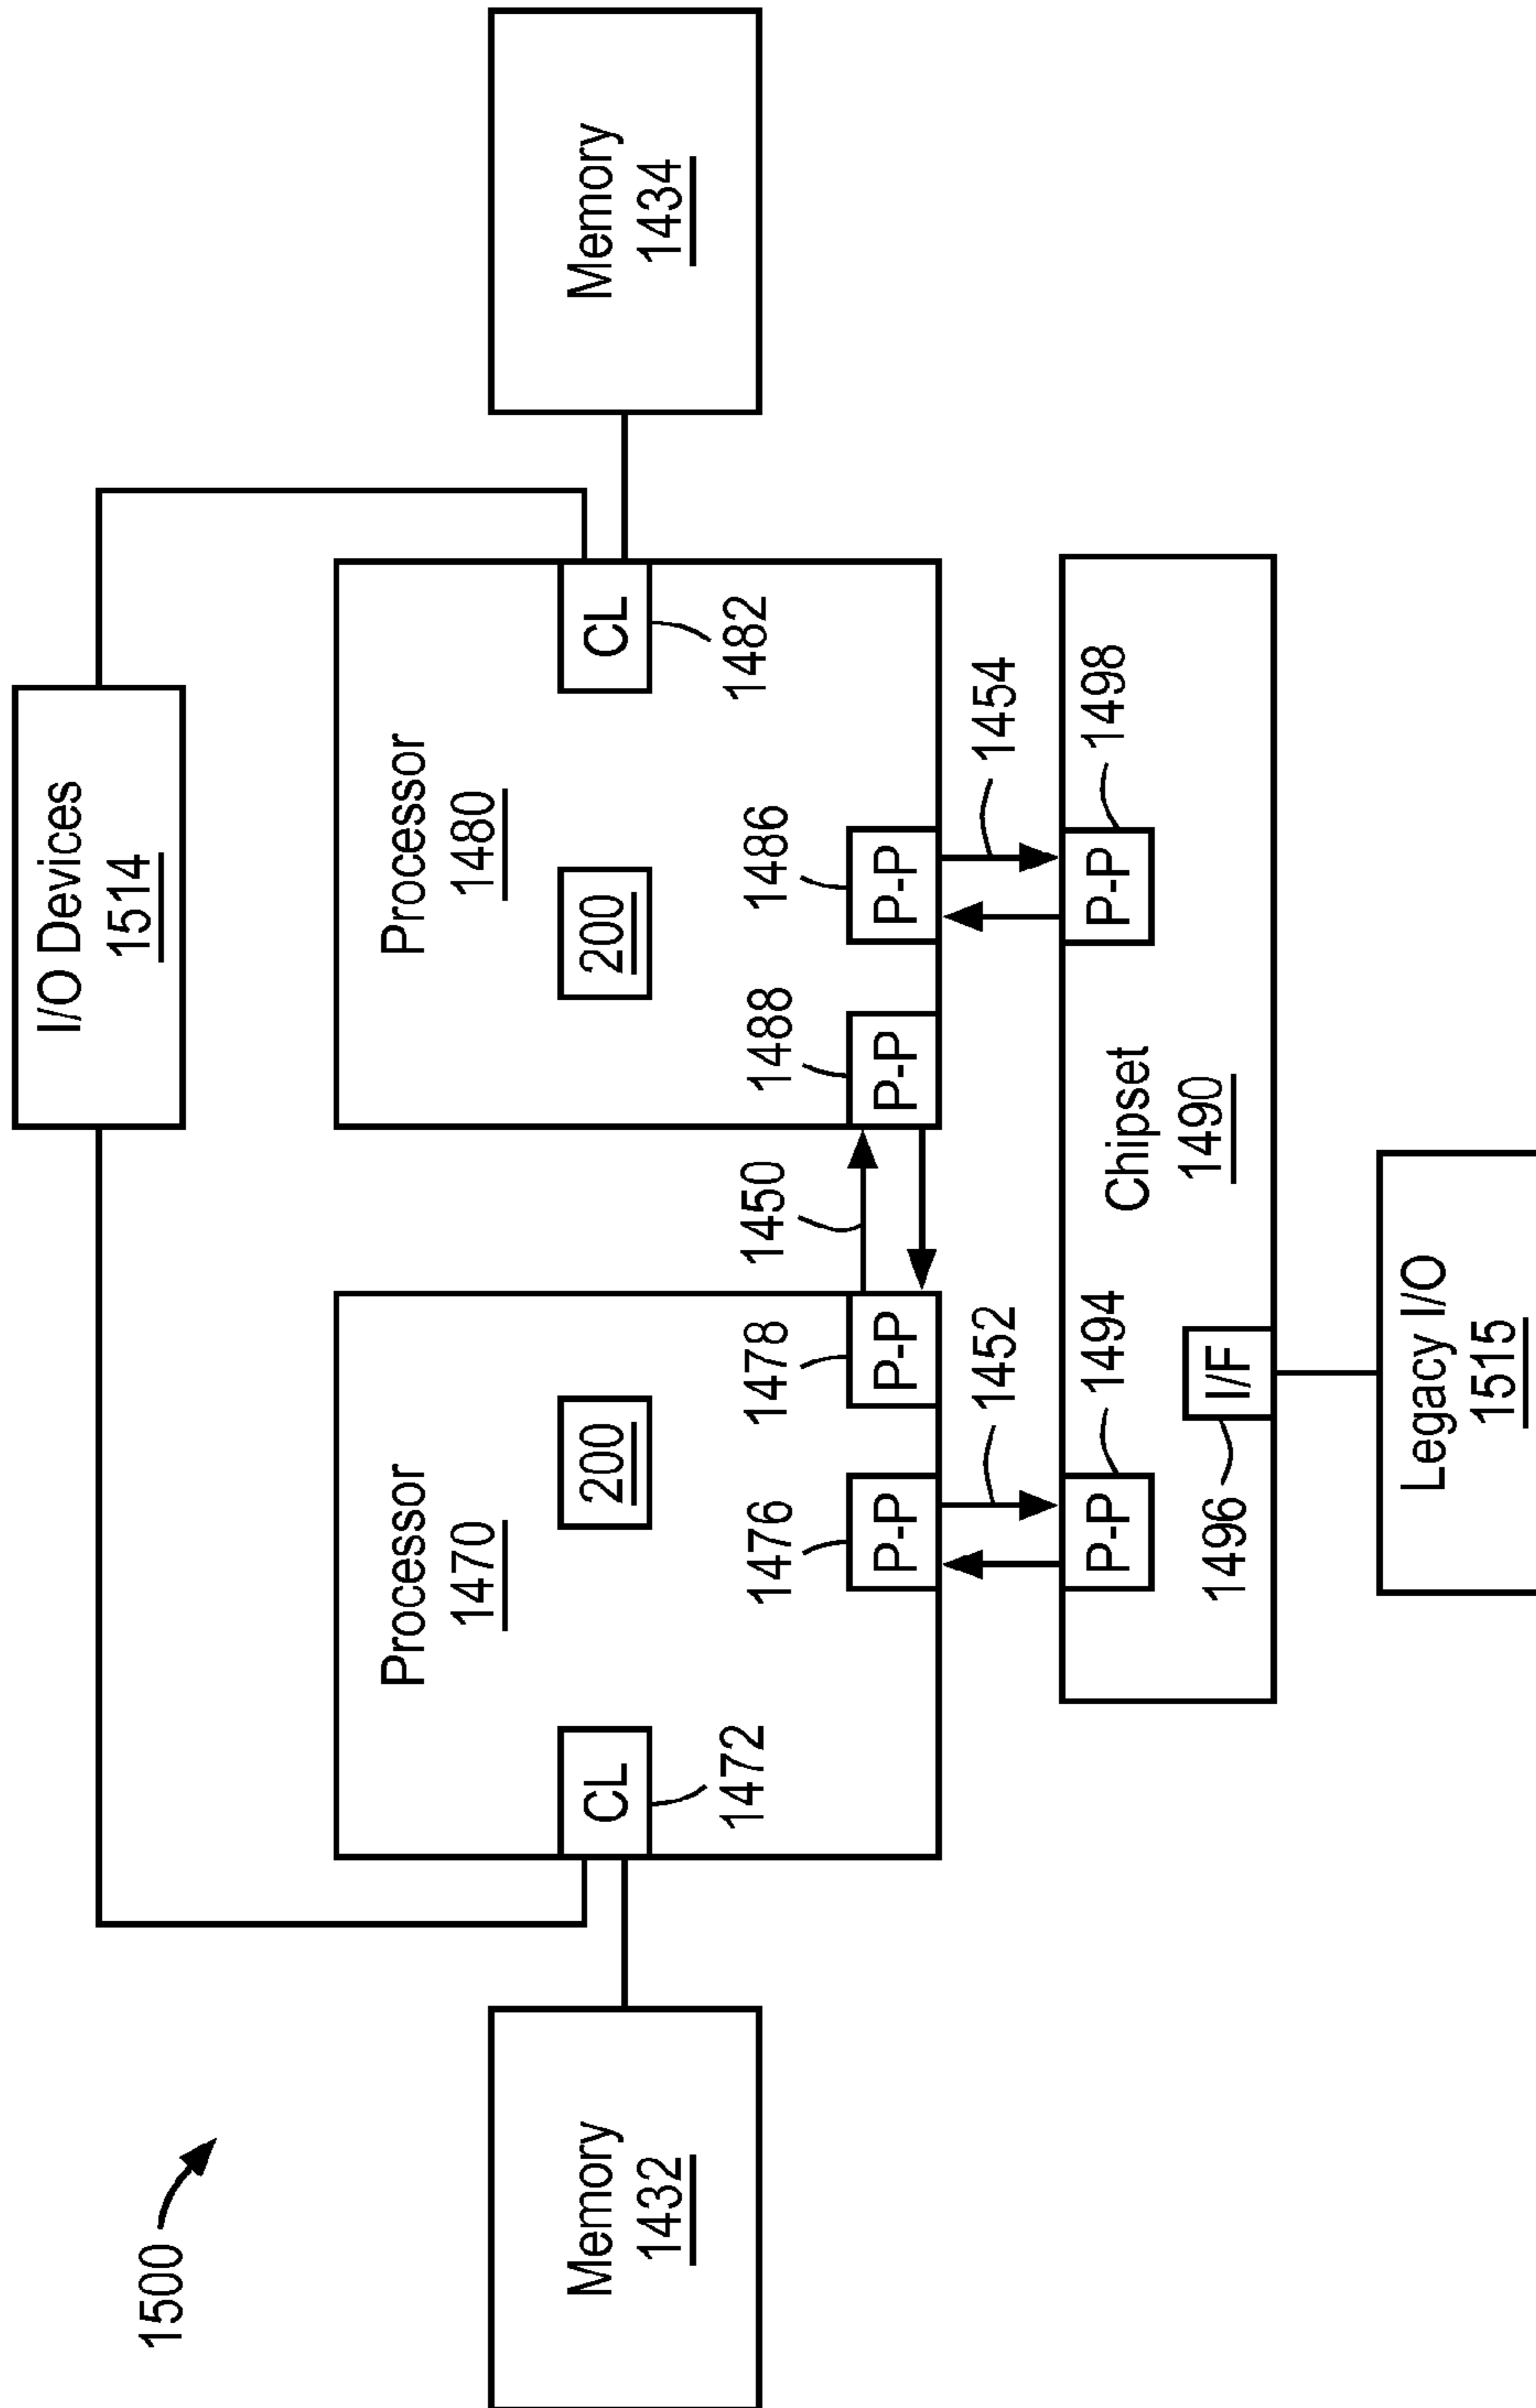 1500
I/O Devices
1514
Memory
1432
Processor
1470
200
CL
1472
1476
P-P
1478
P-P
1450
Processor
1480
200
CL
1482
1488
P-P
1486
P-P
Memory
1434
1452
1454
1494
P-P
1498
P-P
Chipset
1490
1496
I/F
Legacy I/O
1515